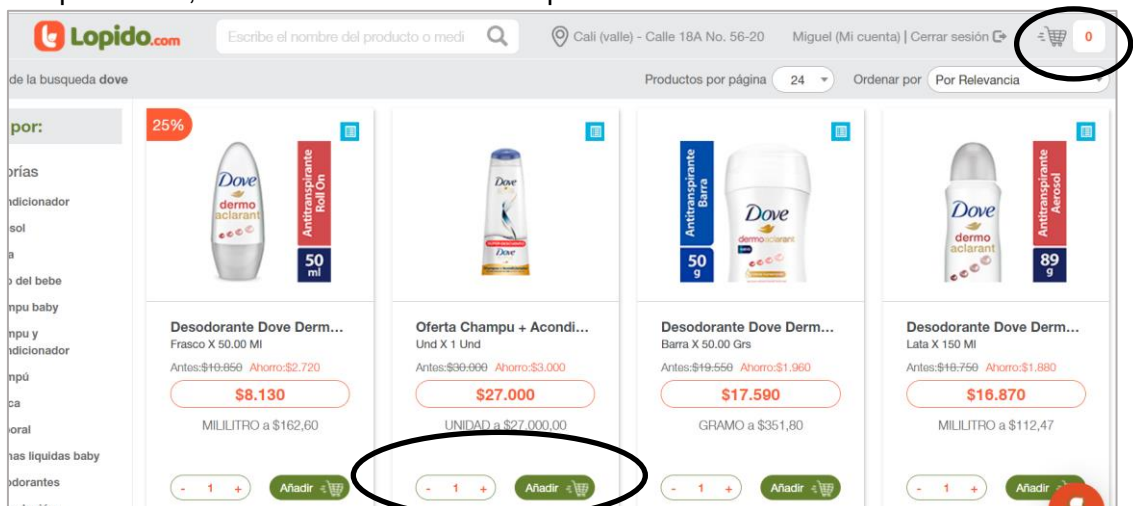 Lopido.com
Escribe el nombre del producto o medi
Cali (valle) - Calle 18A No. 56-20
Miguel (Mi cuenta) | Cerrar sesión
0
de la busqueda dove
Productos por página 24
Ordenar por Por Relevancia
por:
ndicionador
sol
del bebe
mpu baby
mpu y
ndicionador
mpú
ca
oral
nas liquidas baby
odorantes
25%
Dove
dermo
aclarant
Antitranspirante
Roll On
50
ml
Desodorante Dove Derm...
Frasco X 50.00 Ml
Antes:$10.850 Ahorro:$2.720
$8.130
MILILITRO a $162,60
- 1 + Añadir
Dove
Dove
Oferta Champu + Acondi...
Und X 1 Und
Antes:$30.000 Ahorro:$3.000
$27.000
UNIDAD a $27.000,00
- 1 + Añadir
Antitranspirante
Barra
50
g
Dove
dermoaclarant
Desodorante Dove Derm...
Barra X 50.00 Grs
Antes:$19.550 Ahorro:$1.960
$17.590
GRAMO a $351,80
- 1 + Añadir
Dove
dermo
aclarant
Antitranspirante
Aerosol
89
g
Desodorante Dove Derm...
Lata X 150 Ml
Antes:$18.750 Ahorro:$1.880
$16.870
MILILITRO a $112,47
- 1 + Añadir